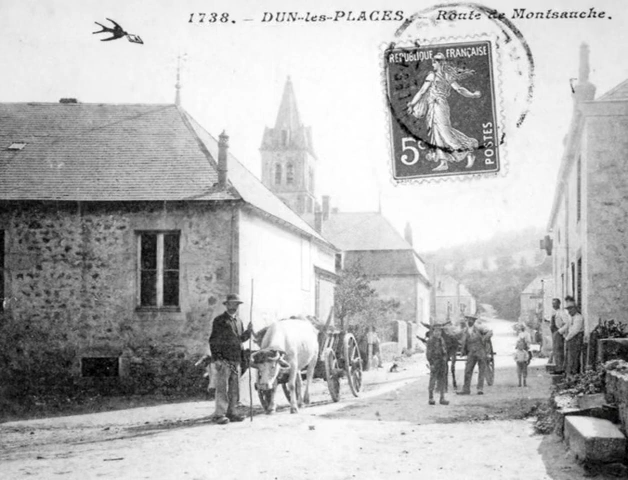 1738. - DUN-les-PLACES. Route de Montsauche.
REPUBLIQUE FRANÇAISE
5c POSTES